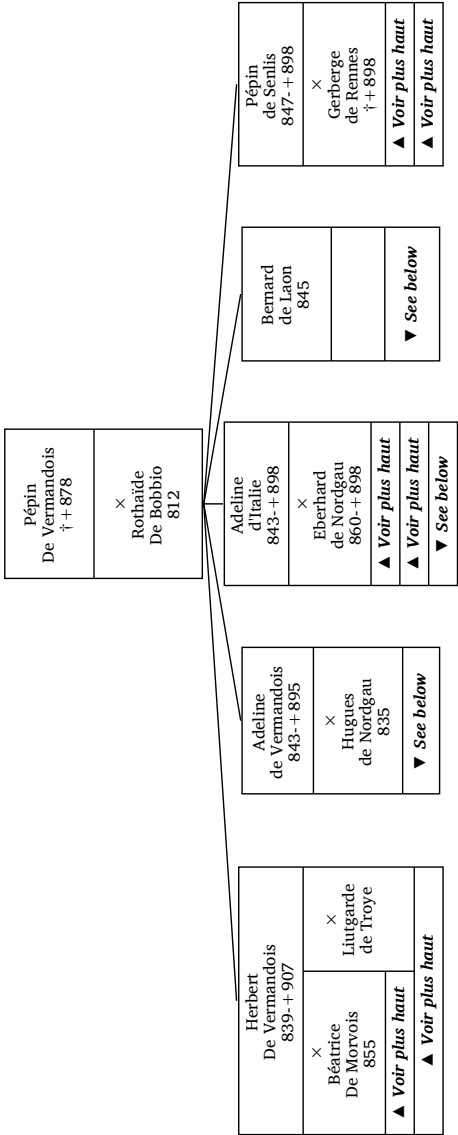 Pépin
De Vermandois
†+878
×
Rothaïde
De Bobbio
812
Herbert
De Vermandois
839-+907
×
Béatrice
De Morvois
855
▲ Voir plus haut
×
Liutgarde
de Troye
▲ Voir plus haut
Adeline
de Vermandois
843-+895
×
Hugues
de Nordgau
835
▼ See below
Adeline
d'Italie
843-+898
×
Eberhard
de Nordgau
860-+898
▲ Voir plus haut
▲ Voir plus haut
▼ See below
Bernard
de Laon
845
▼ See below
Pépin
de Senlis
847-+898
×
Gerberge
de Rennes
†+898
▲ Voir plus haut
▲ Voir plus haut